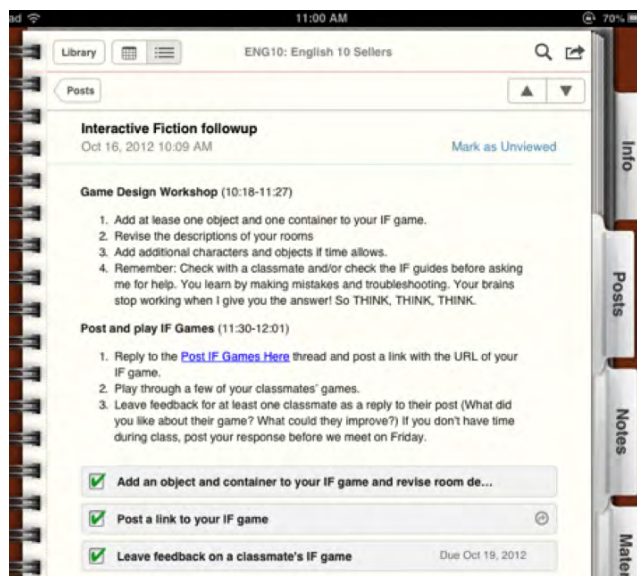 ad 11:00 AM 70%
Library ENG10: English 10 Sellers
Posts
Interactive Fiction followup
Oct 16, 2012 10:09 AM Mark as Unviewed
Game Design Workshop (10:18-11:27)
1. Add at lease one object and one container to your IF game.
2. Revise the descriptions of your rooms
3. Add additional characters and objects if time allows.
4. Remember: Check with a classmate and/or check the IF guides before asking
me for help. You learn by making mistakes and troubleshooting. Your brains
stop working when I give you the answer! So THINK, THINK, THINK.
Post and play IF Games (11:30-12:01)
1. Reply to the Post IF Games Here thread and post a link with the URL of your
IF game.
2. Play through a few of your classmates' games.
3. Leave feedback for at least one classmate as a reply to their post (What did
you like about their game? What could they improve?) If you don't have time
during class, post your response before we meet on Friday.
Add an object and container to your IF game and revise room de...
Post a link to your IF game
Leave feedback on a classmate's IF game Due Oct 19, 2012
Info
Posts
Notes
Mater